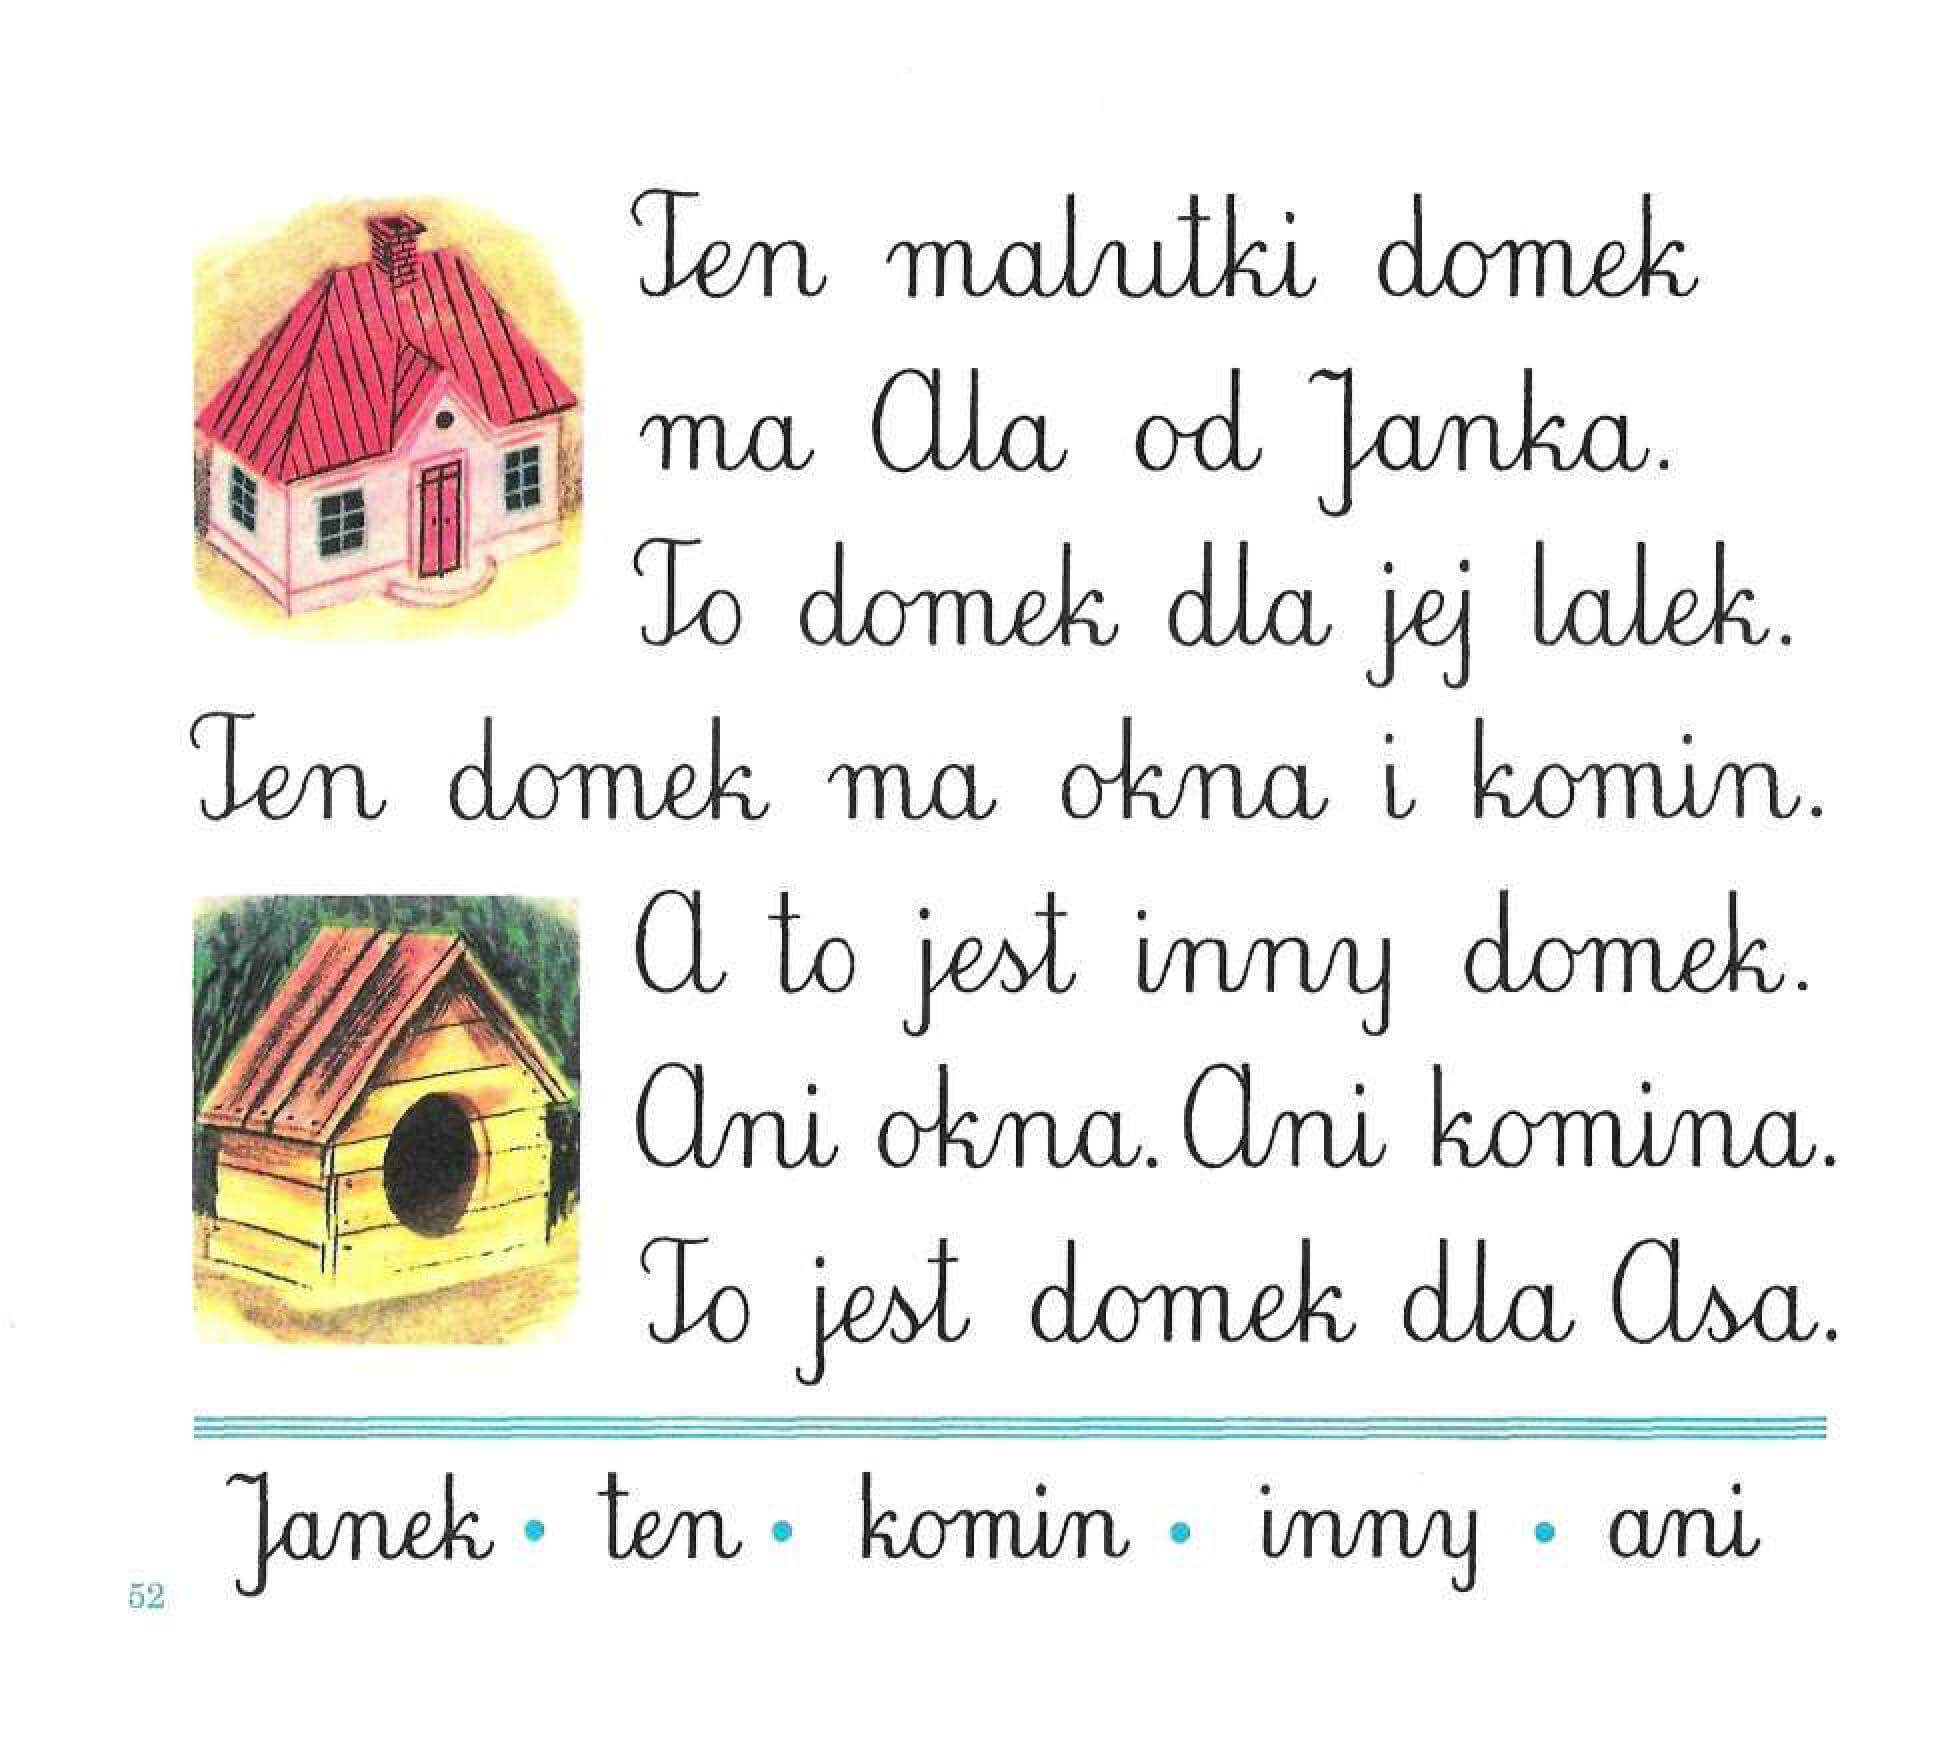 Ten malutki domek
ma Ala od Janka.
To domek dla jej lalek.
Ten domek ma okna i komin.
A to jest inny domek.
Ani okna. Ani komina.
To jest domek dla Asa.
Janek • ten • komin • inny • ani
52